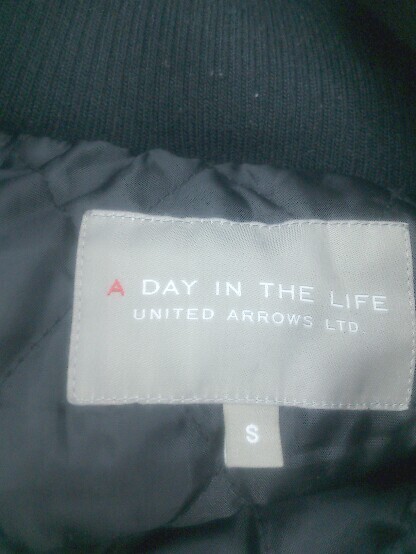 A DAY IN THE LIFE
UNITED ARROWS LTD
S